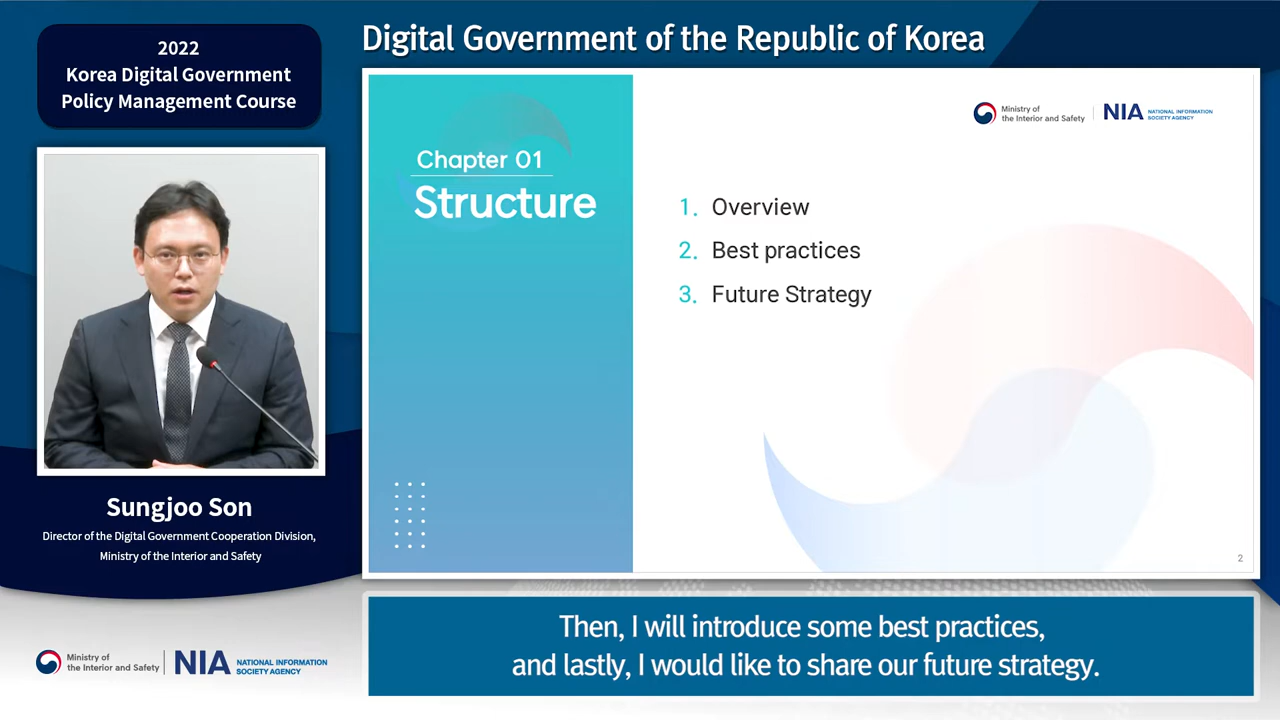 2022
Korea Digital Government
Policy Management Course
Digital Government of the Republic of Korea
Chapter 01
Structure
Ministry of
the Interior and Safety
NIA NATIONAL INFORMATION
SOCIETY AGENCY
1. Overview
2. Best practices
3. Future Strategy
2
Sungjoo Son
Director of the Digital Government Cooperation Division,
Ministry of the Interior and Safety
Ministry of
the Interior and Safety
NIA NATIONAL INFORMATION
SOCIETY AGENCY
Then, I will introduce some best practices,
and lastly, I would like to share our future strategy.